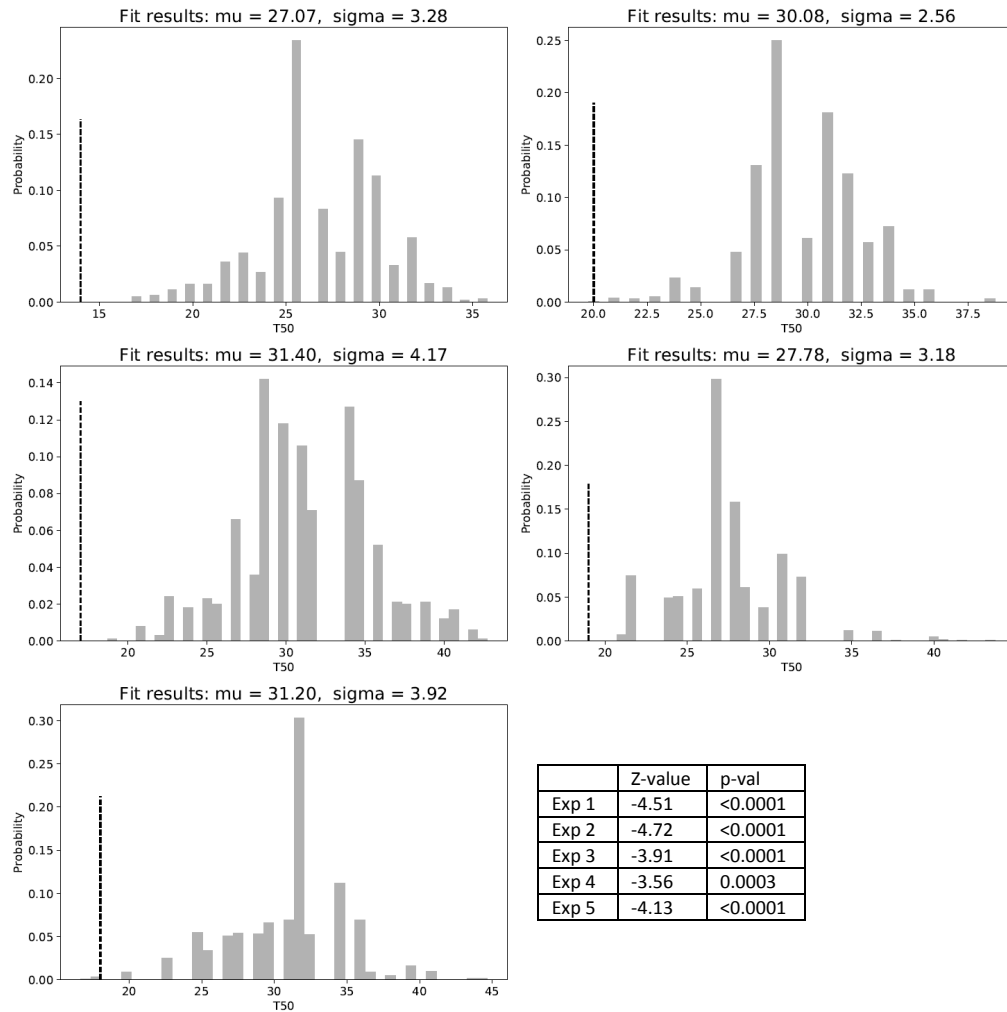 Fit results: mu = 27.07, sigma = 3.28
Probability
0.20
0.15
0.10
0.05
0.00
15 20 25 30 35
T50
Fit results: mu = 30.08, sigma = 2.56
Probability
0.25
0.20
0.15
0.10
0.05
0.00
20.0 22.5 25.0 27.5 30.0 32.5 35.0 37.5
T50
Fit results: mu = 31.40, sigma = 4.17
Probability
0.14
0.12
0.10
0.08
0.06
0.04
0.02
0.00
20 25 30 35 40
T50
Fit results: mu = 27.78, sigma = 3.18
Probability
0.30
0.25
0.20
0.15
0.10
0.05
0.00
20 25 30 35 40
T50
Fit results: mu = 31.20, sigma = 3.92
Probability
0.30
0.25
0.20
0.15
0.10
0.05
0.00
20 25 30 35 40 45
T50
Z-value p-val
Exp 1 -4.51 <0.0001
Exp 2 -4.72 <0.0001
Exp 3 -3.91 <0.0001
Exp 4 -3.56 0.0003
Exp 5 -4.13 <0.0001